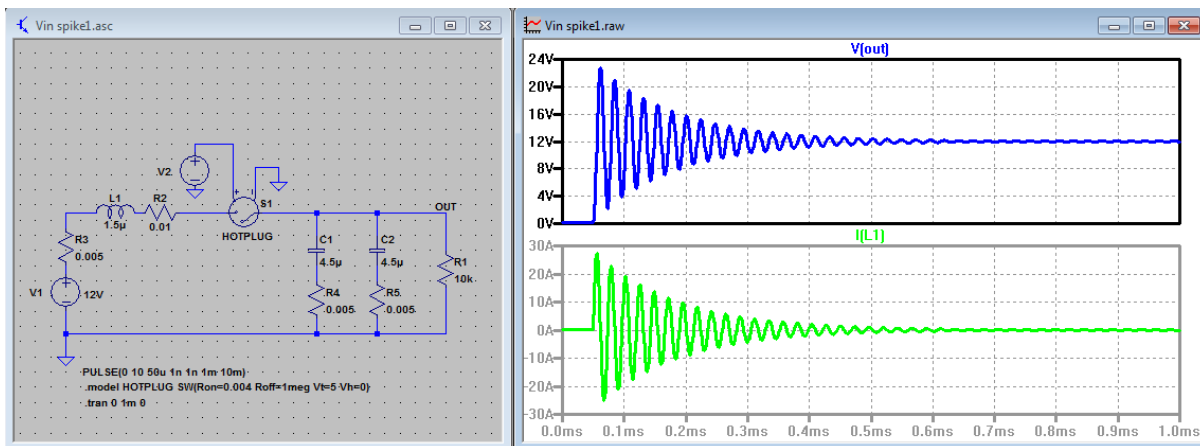 Vin spike1.asc
V2
L1
1.5µ
R2
0.01
S1
HOTPLUG
OUT
R3
0.005
C1
4.5µ
C2
4.5µ
R1
10k
V1
12V
R4
0.005
R5
0.005
PULSE(0 10 50u 1n 1n 1m 10m)
.model HOTPLUG SW(Ron=0.004 Roff=1meg Vt=5 Vh=0)
.tran 0 1m 0
Vin spike1.raw
V(out)
24V
20V
16V
12V
8V
4V
0V
I(L1)
30A
20A
10A
0A
-10A
-20A
-30A
0.0ms 0.1ms 0.2ms 0.3ms 0.4ms 0.5ms 0.6ms 0.7ms 0.8ms 0.9ms 1.0ms